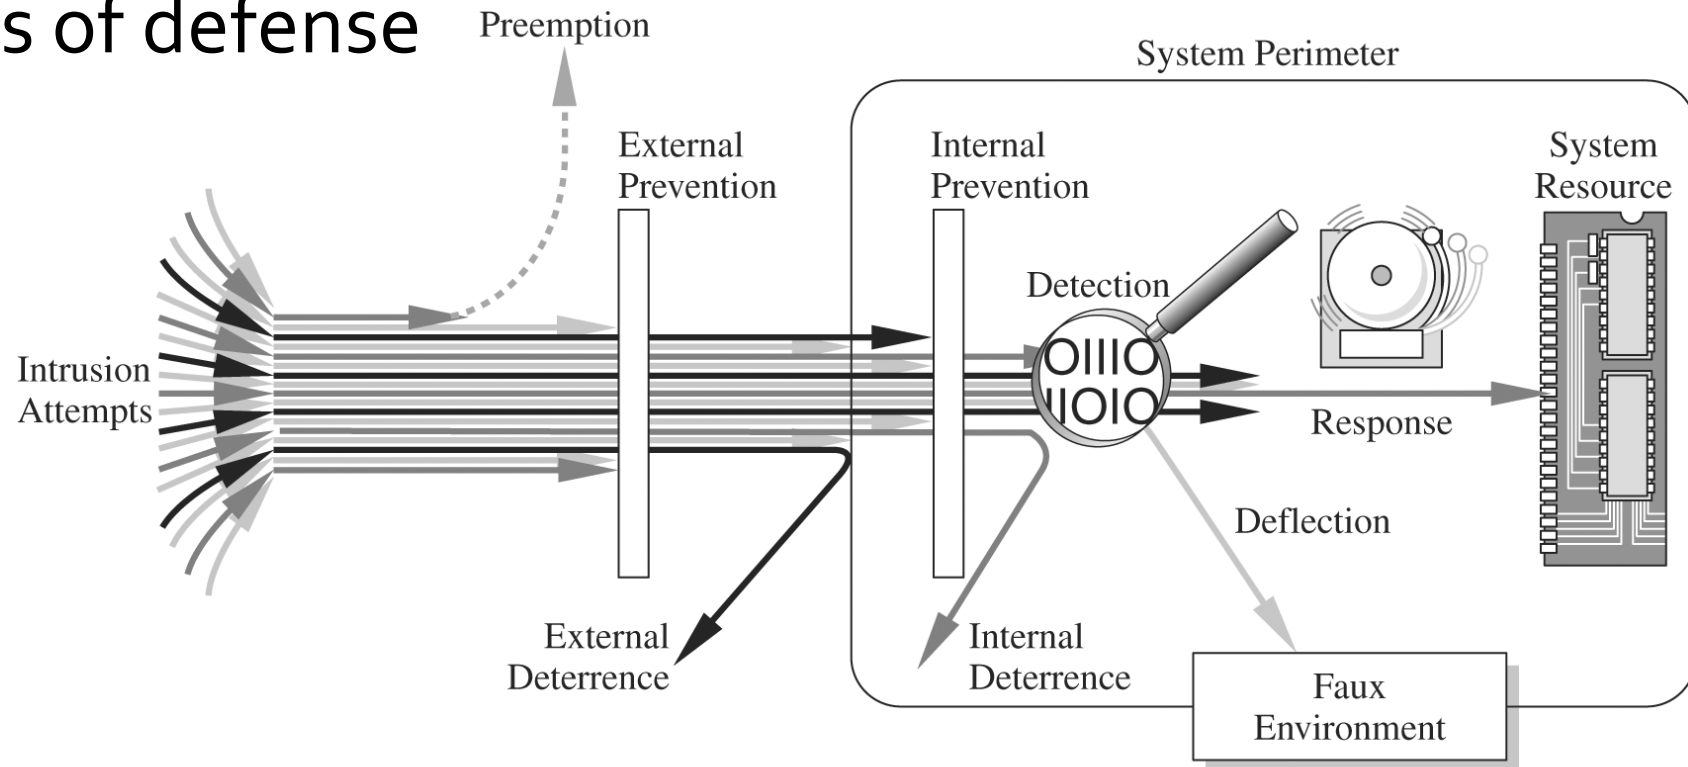 s of defense
Preemption
System Perimeter
External
Prevention
Internal
Prevention
System
Resource
Detection
OIIIO
IIOIO
Intrusion
Attempts
Response
Deflection
External
Deterrence
Internal
Deterrence
Faux
Environment